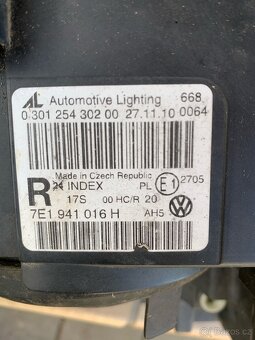 AL Automotive Lighting 668
0 301 254 302 00 27.11.10 0064
Made in Czech Republic
R INDEX PL E1 2705
17S 00 HC/R 20
7E1 941 016 H AH5